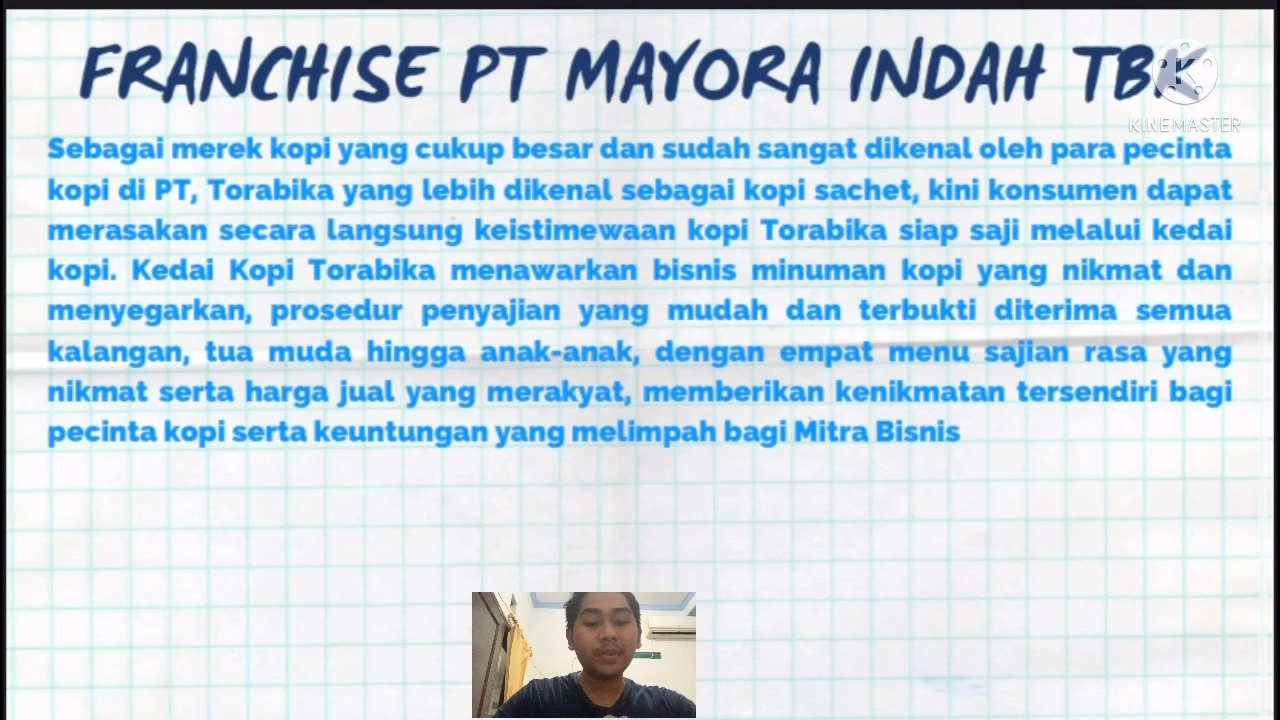 FRANCHISE PT MAYORA INDAH TBK
KINEMASTER
Sebagai merek kopi yang cukup besar dan sudah sangat dikenal oleh para pecinta
kopi di PT, Torabika yang lebih dikenal sebagai kopi sachet, kini konsumen dapat
merasakan secara langsung keistimewaan kopi Torabika siap saji melalui kedai
kopi. Kedai Kopi Torabika menawarkan bisnis minuman kopi yang nikmat dan
menyegarkan, prosedur penyajian yang mudah dan terbukti diterima semua
kalangan, tua muda hingga anak-anak, dengan empat menu sajian rasa yang
nikmat serta harga jual yang merakyat, memberikan kenikmatan tersendiri bagi
pecinta kopi serta keuntungan yang melimpah bagi Mitra Bisnis